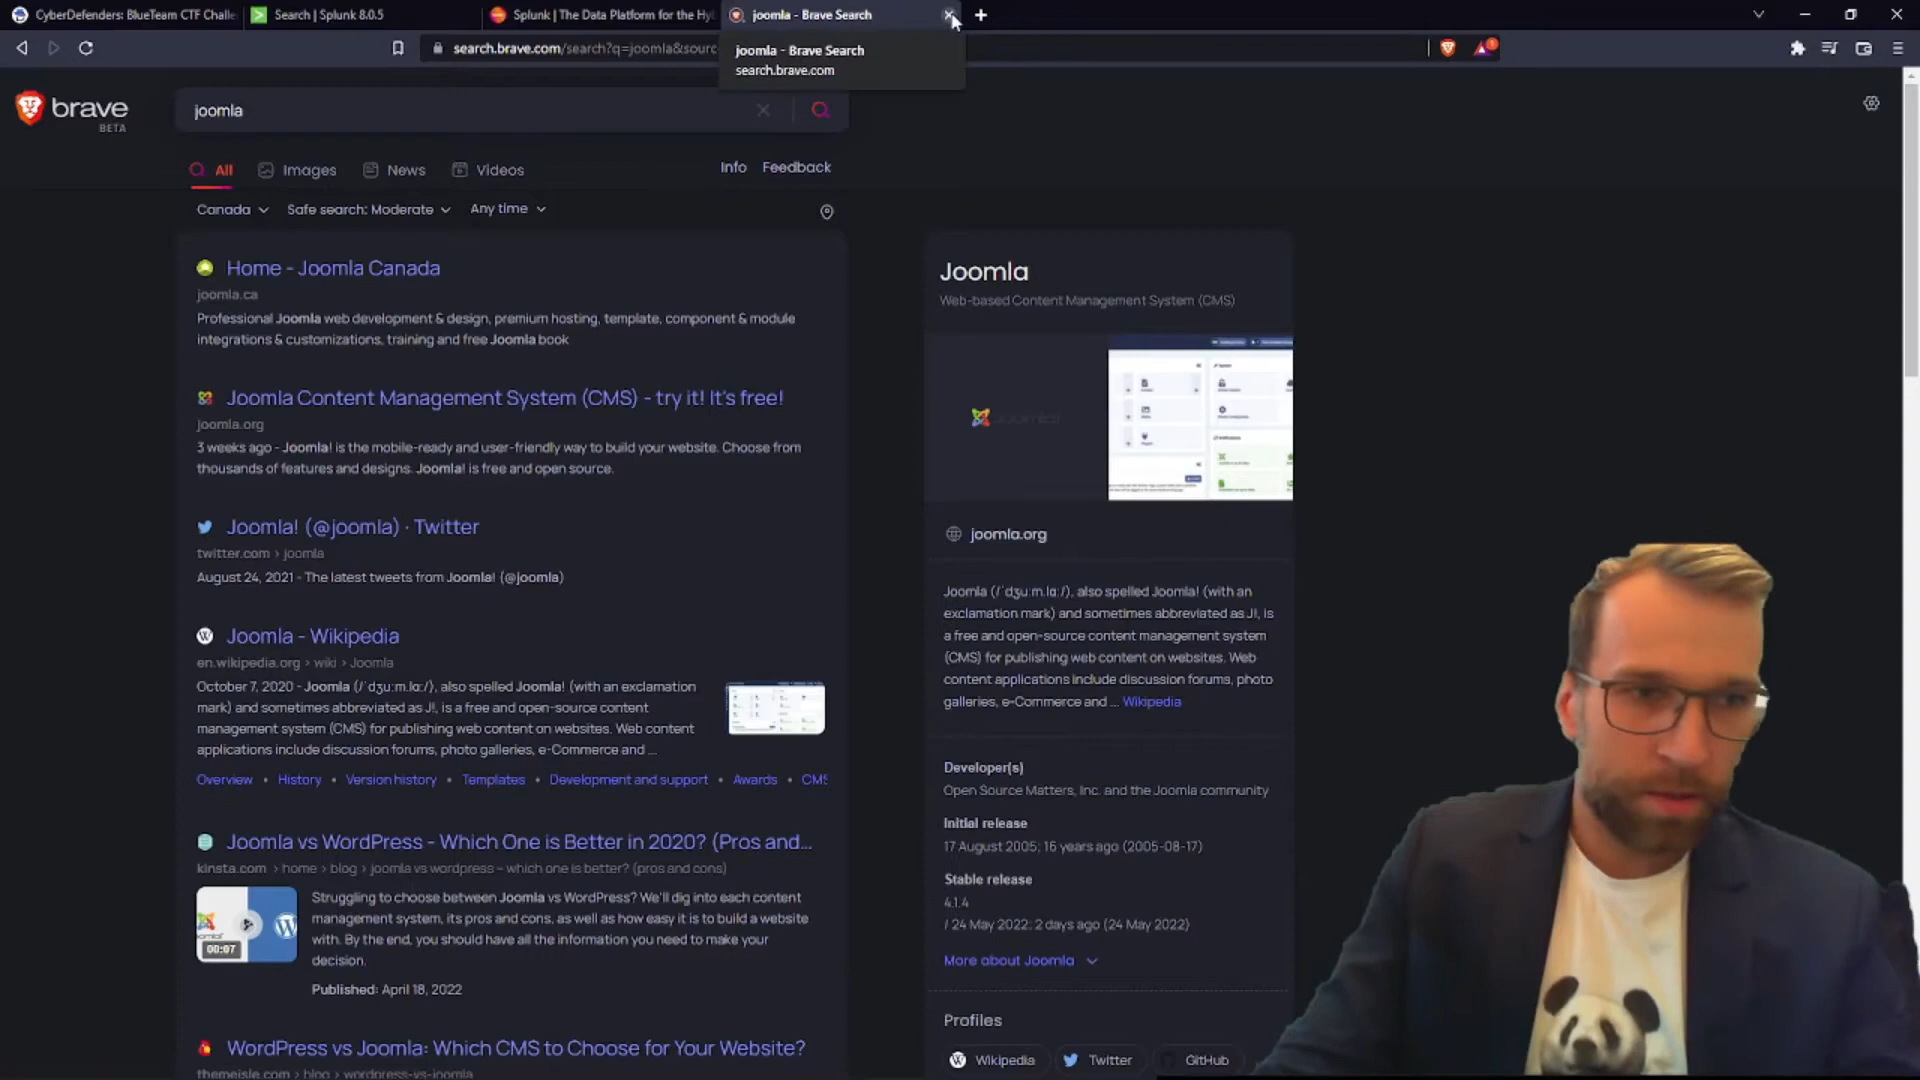 CyberDefenders: BlueTeam CTF Challe
Search | Splunk 8.0.5
Splunk | The Data Platform for the Hyb
joomla - Brave Search
search.brave.com/search?q=joomla&sourc
joomla - Brave Search
search.brave.com
brave
BETA
joomla
All
Images
News
Videos
Info
Feedback
Canada
Safe search: Moderate
Any time
Home - Joomla Canada
joomla.ca
Professional Joomla web development & design, premium hosting, template, component & module
integrations & customizations, training and free Joomla book
Joomla Content Management System (CMS) - try it! It's free!
joomla.org
3 weeks ago - Joomla! is the mobile-ready and user-friendly way to build your website. Choose from
thousands of features and designs. Joomla! is free and open source.
Joomla! (@joomla) · Twitter
twitter.com › joomla
August 24, 2021 - The latest tweets from Joomla! (@joomla)
Joomla - Wikipedia
en.wikipedia.org › wiki › Joomla
October 7, 2020 - Joomla (/ˈdʒuːm.lɑː/), also spelled Joomla! (with an exclamation
mark) and sometimes abbreviated as J!, is a free and open-source content
management system (CMS) for publishing web content on websites. Web content
applications include discussion forums, photo galleries, e-Commerce and ...
Overview • History • Version history • Templates • Development and support • Awards • CMS
Joomla vs WordPress - Which One is Better in 2020? (Pros and...
kinsta.com › home › blog › joomla vs wordpress – which one is better? (pros and cons)
00:07
Struggling to choose between Joomla vs WordPress? We'll dig into each content
management system, its pros and cons, as well as how easy it is to build a website
with. By the end, you should have all the information you need to make your
decision.
Published: April 18, 2022
WordPress vs Joomla: Which CMS to Choose for Your Website?
themeisle.com › blog › wordpress-vs-joomla
Joomla
Web-based Content Management System (CMS)
Joomla!
joomla.org
Joomla (/ˈdʒuːm.lɑː/), also spelled Joomla! (with an
exclamation mark) and sometimes abbreviated as J!, is
a free and open-source content management system
(CMS) for publishing web content on websites. Web
content applications include discussion forums, photo
galleries, e-Commerce and ... Wikipedia
Developer(s)
Open Source Matters, Inc. and the Joomla community
Initial release
17 August 2005; 16 years ago (2005-08-17)
Stable release
4.1.4
/ 24 May 2022; 2 days ago (24 May 2022)
More about Joomla
Profiles
Wikipedia
Twitter
GitHub